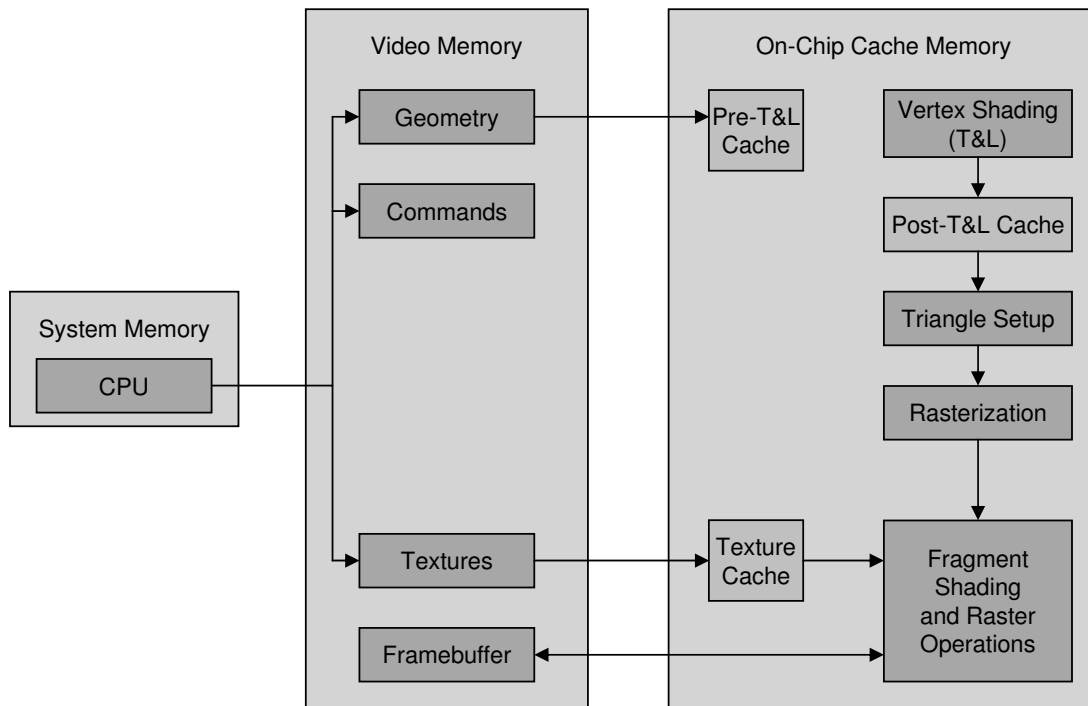 Video Memory
On-Chip Cache Memory
Geometry
Pre-T&L
Cache
Vertex Shading
(T&L)
Commands
Post-T&L Cache
System Memory
CPU
Triangle Setup
Rasterization
Textures
Texture
Cache
Fragment
Shading
and Raster
Operations
Framebuffer